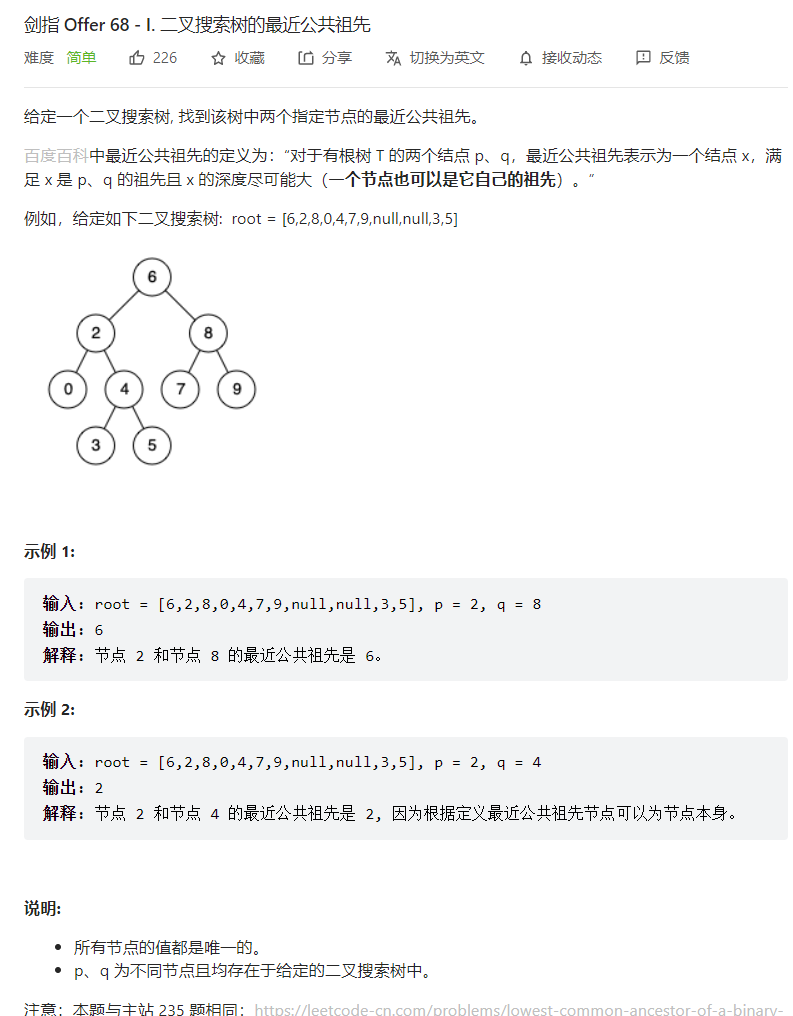 剑指 Offer 68 - I. 二叉搜索树的最近公共祖先
难度 简单 226 收藏 分享 切换为英文 接收动态 反馈
给定一个二叉搜索树, 找到该树中两个指定节点的最近公共祖先。
百度百科中最近公共祖先的定义为：“对于有根树 T 的两个结点 p、q，最近公共祖先表示为一个结点 x，满
足 x 是 p、q 的祖先且 x 的深度尽可能大（一个节点也可以是它自己的祖先）。”
例如，给定如下二叉搜索树: root = [6,2,8,0,4,7,9,null,null,3,5]
6
2 8
0 4 7 9
3 5
示例 1:
输入: root = [6,2,8,0,4,7,9,null,null,3,5], p = 2, q = 8
输出: 6
解释: 节点 2 和节点 8 的最近公共祖先是 6。
示例 2:
输入: root = [6,2,8,0,4,7,9,null,null,3,5], p = 2, q = 4
输出: 2
解释: 节点 2 和节点 4 的最近公共祖先是 2, 因为根据定义最近公共祖先节点可以为节点本身。
说明:
• 所有节点的值都是唯一的。
• p、q 为不同节点且均存在于给定的二叉搜索树中。
注意：本题与主站 235 题相同：https://leetcode-cn.com/problems/lowest-common-ancestor-of-a-binary-